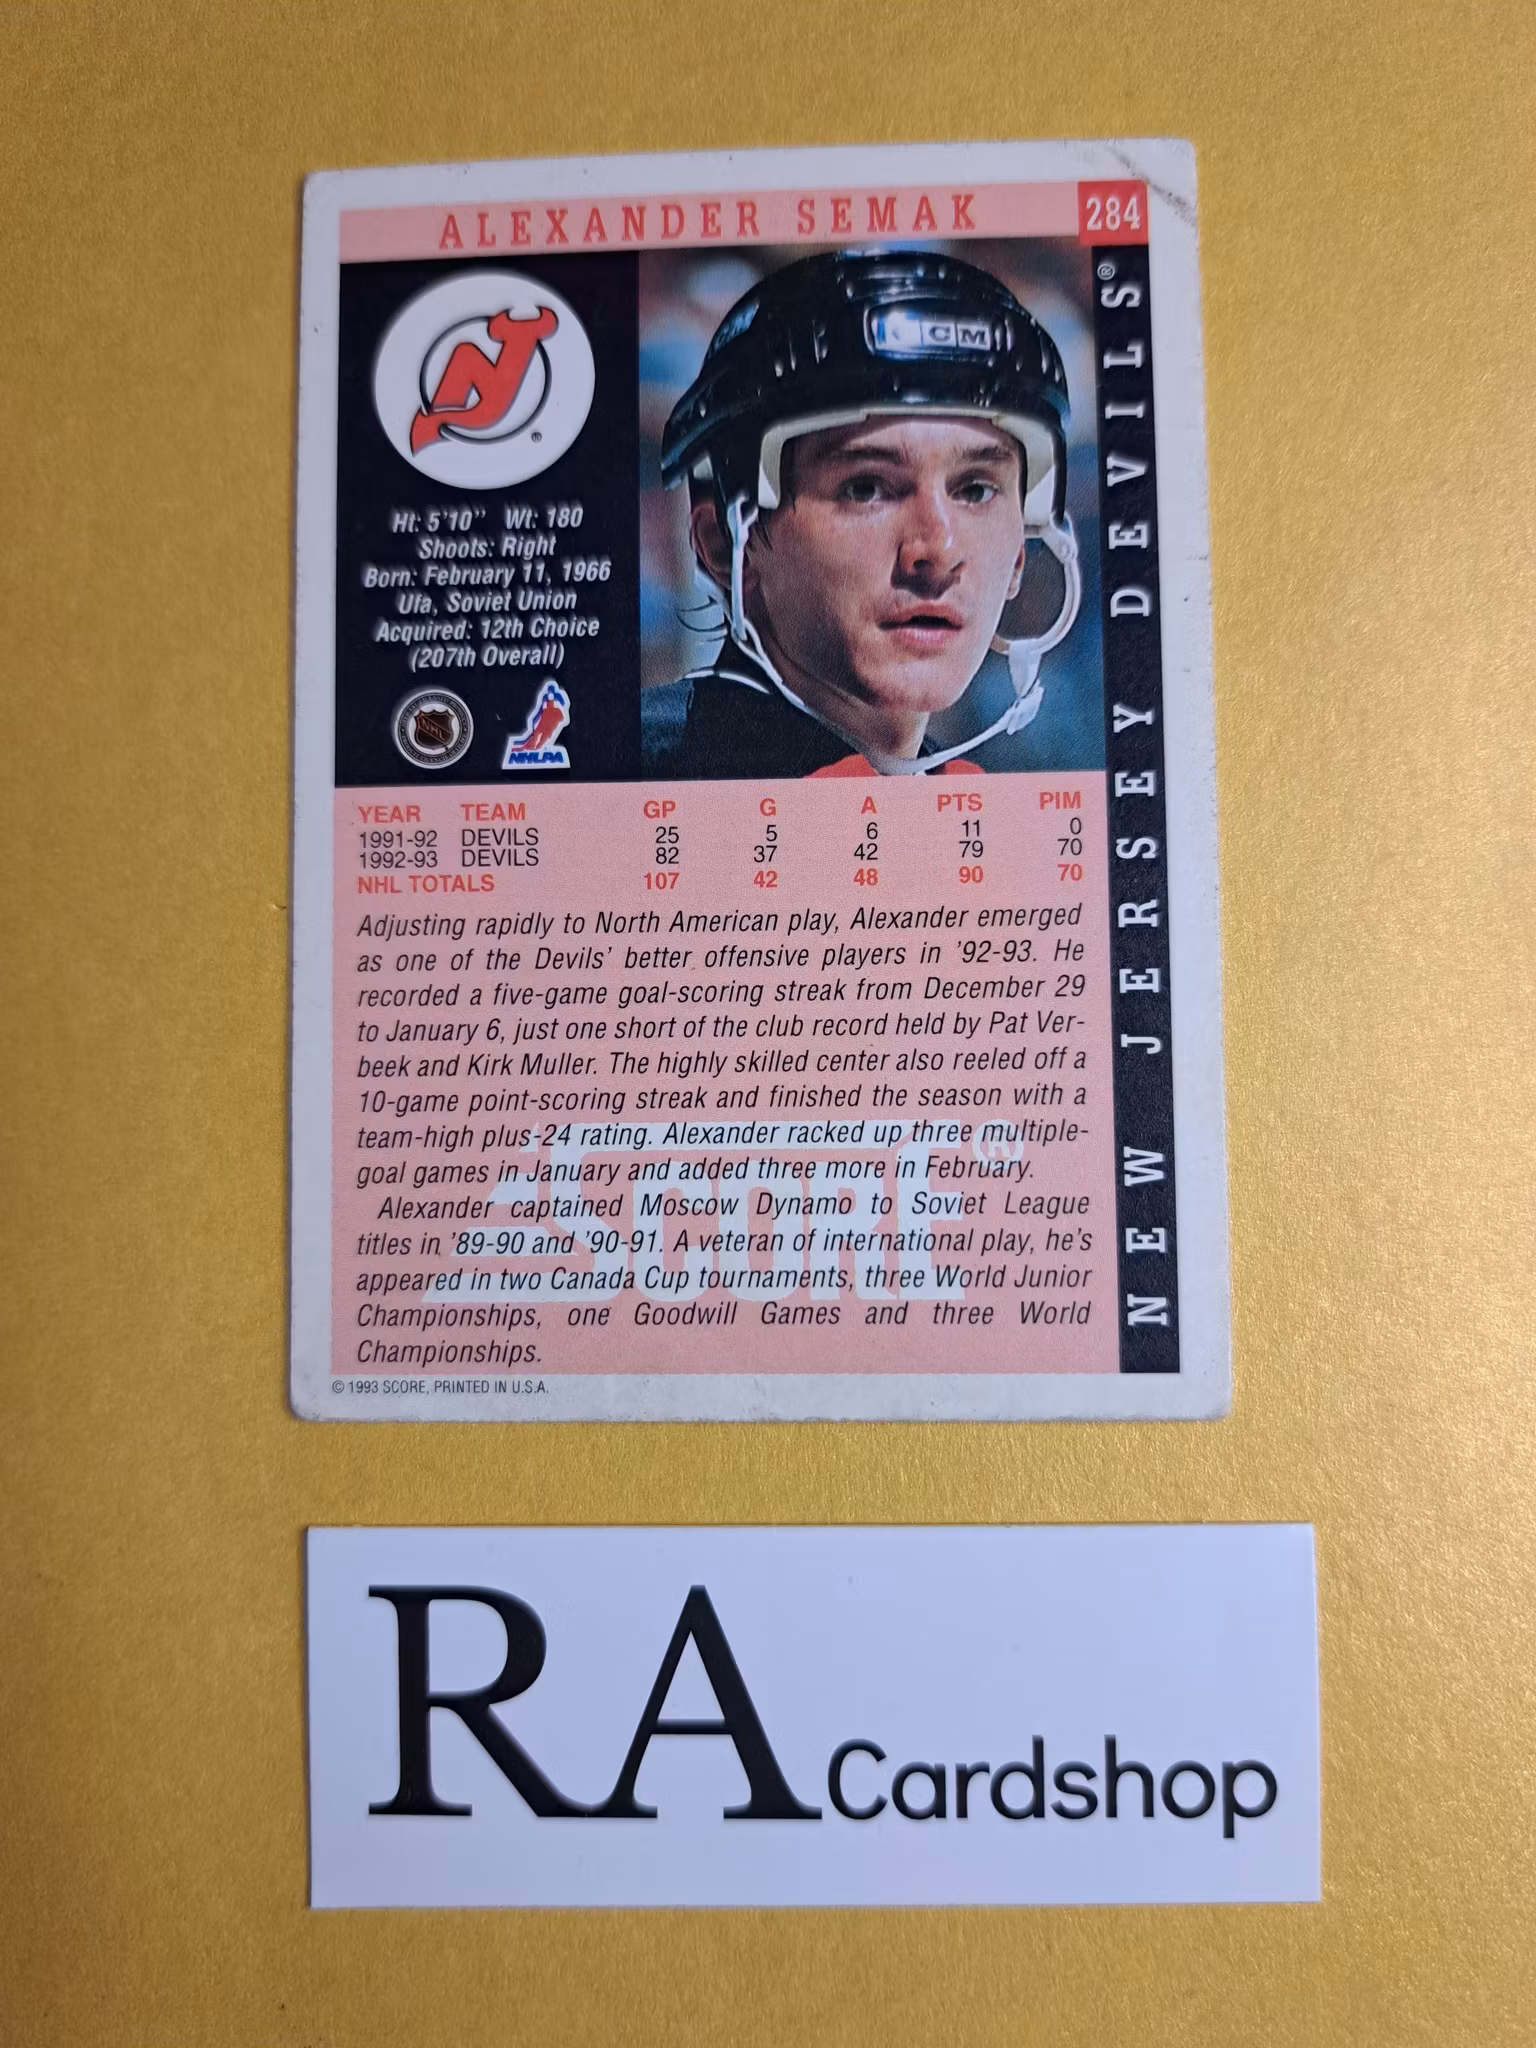 ALEXANDER SEMAK
284
NEW JERSEY DEVILS®
CCM
®
Ht: 5'10" Wt: 180
Shoots: Right
Born: February 11, 1966
Ufa, Soviet Union
Acquired: 12th Choice
(207th Overall)
NHL
NHLPA
YEAR TEAM GP G A PTS PIM
1991-92 DEVILS 25 5 6 11 0
1992-93 DEVILS 82 37 42 79 70
NHL TOTALS 107 42 48 90 70
Adjusting rapidly to North American play, Alexander emerged
as one of the Devils' better offensive players in '92-93. He
recorded a five-game goal-scoring streak from December 29
to January 6, just one short of the club record held by Pat Ver-
beek and Kirk Muller. The highly skilled center also reeled off a
10-game point-scoring streak and finished the season with a
team-high plus-24 rating. Alexander racked up three multiple-
goal games in January and added three more in February.
Alexander captained Moscow Dynamo to Soviet League
titles in '89-90 and '90-91. A veteran of international play, he's
appeared in two Canada Cup tournaments, three World Junior
Championships, one Goodwill Games and three World
Championships.
SCORE®
© 1993 SCORE, PRINTED IN U.S.A.
RA Cardshop